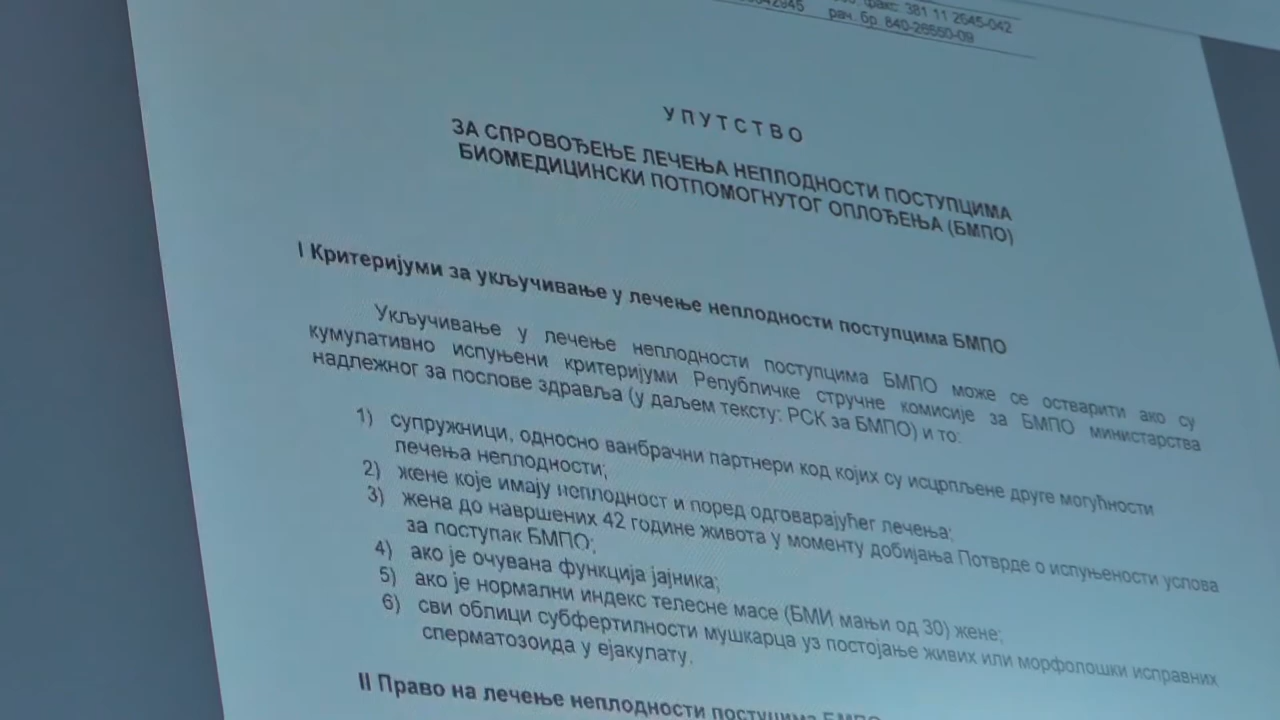 факс: 381 11 2645-042
рач. бр. 840-26650-09
У П У Т С Т В О
ЗА СПРОВОЂЕЊЕ ЛЕЧЕЊА НЕПЛОДНОСТИ ПОСТУПЦИМА
БИОМЕДИЦИНСКИ ПОТПОМОГНУТОГ ОПЛОЂЕЊА (БМПО)
I Критеријуми за укључивање у лечење неплодности поступцима БМПО
Укључивање у лечење неплодности поступцима БМПО може се остварити ако су
кумулативно испуњени критеријуми Републичке стручне комисије за БМПО министарства
надлежног за послове здравља (у даљем тексту: РСК за БМПО) и то:
1) супружници, односно ванбрачни партнери код којих су исцрпљене друге могућности
лечења неплодности;
2) жене које имају неплодност и поред одговарајућег лечења;
3) жена до навршених 42 године живота у моменту добијања Потврде о испуњености услова
за поступак БМПО;
4) ако је очувана функција јајника;
5) ако је нормални индекс телесне масе (БМИ мањи од 30) жене;
6) сви облици субфертилности мушкарца уз постојање живих или морфолошки исправних
сперматозоида у ејакулату.
II Право на лечење неплодности поступцима БМПО